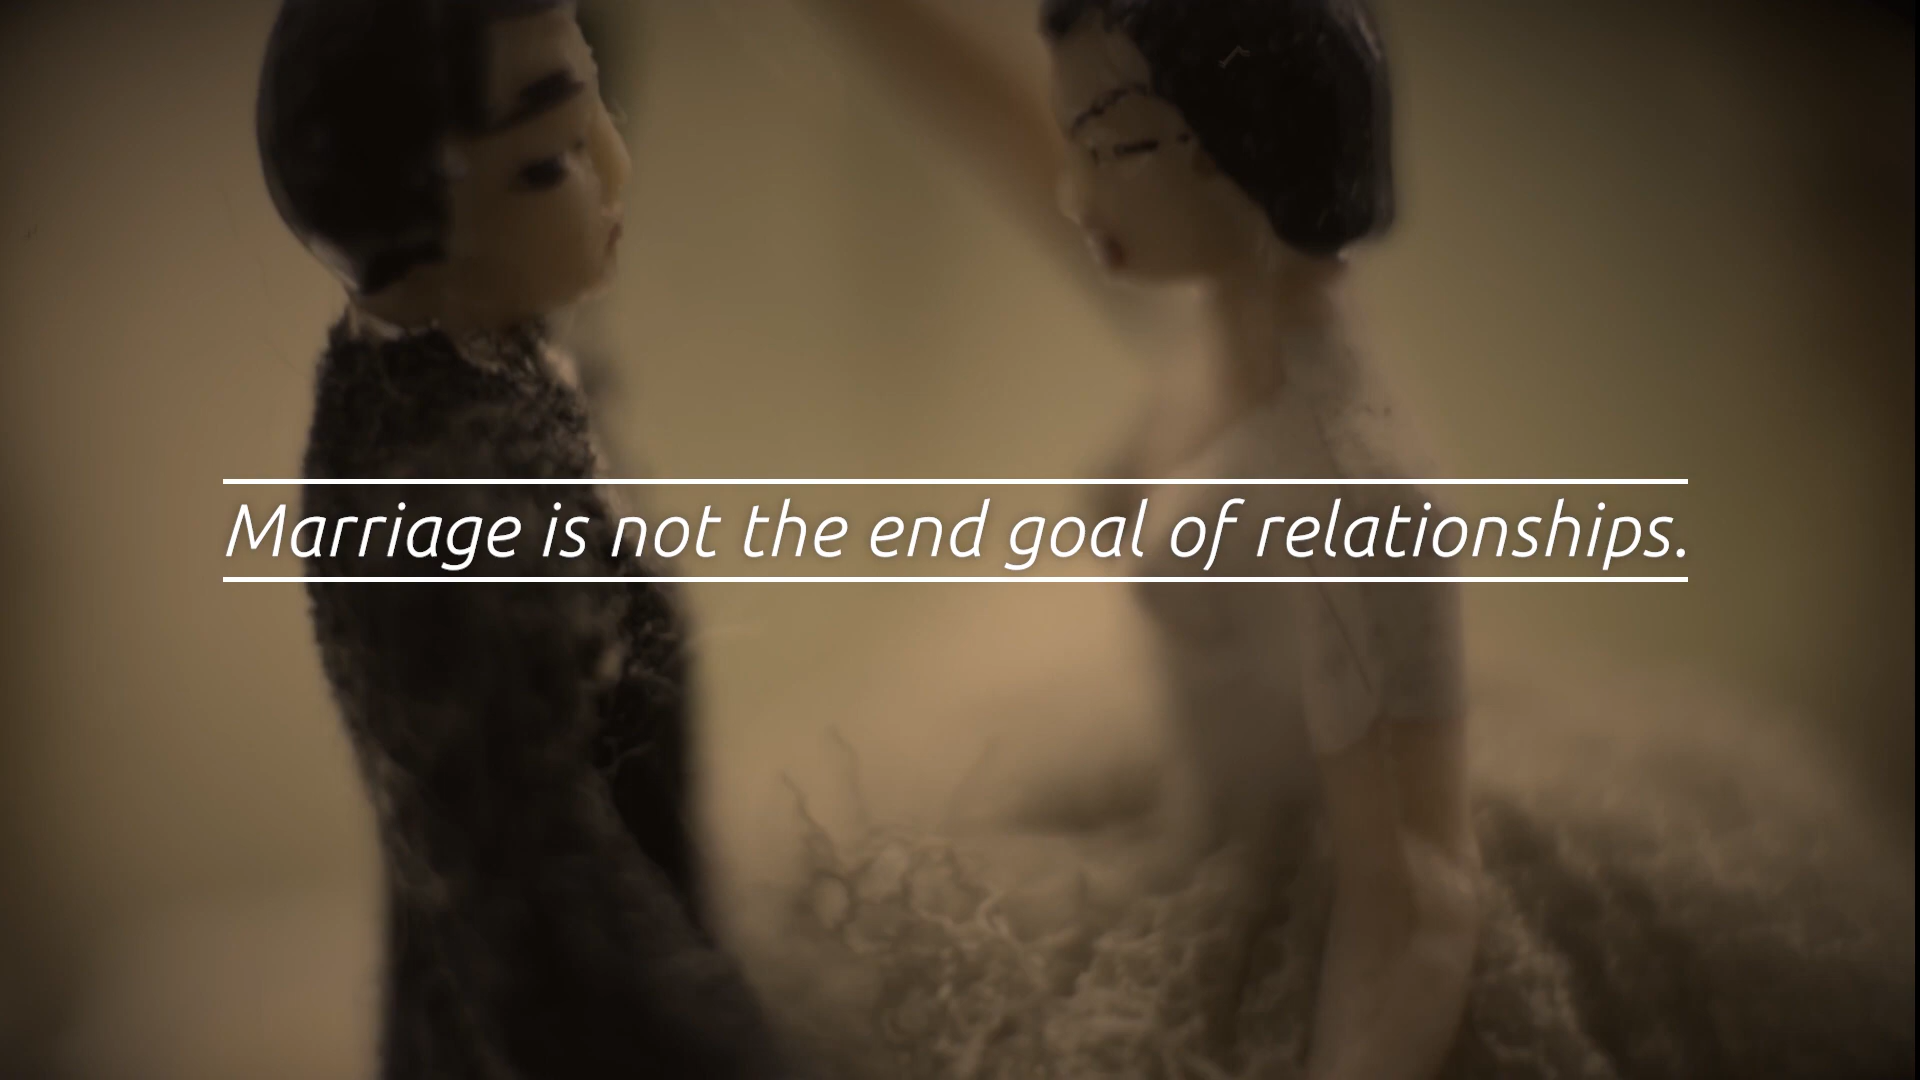 Marriage is not the end goal of relationships.